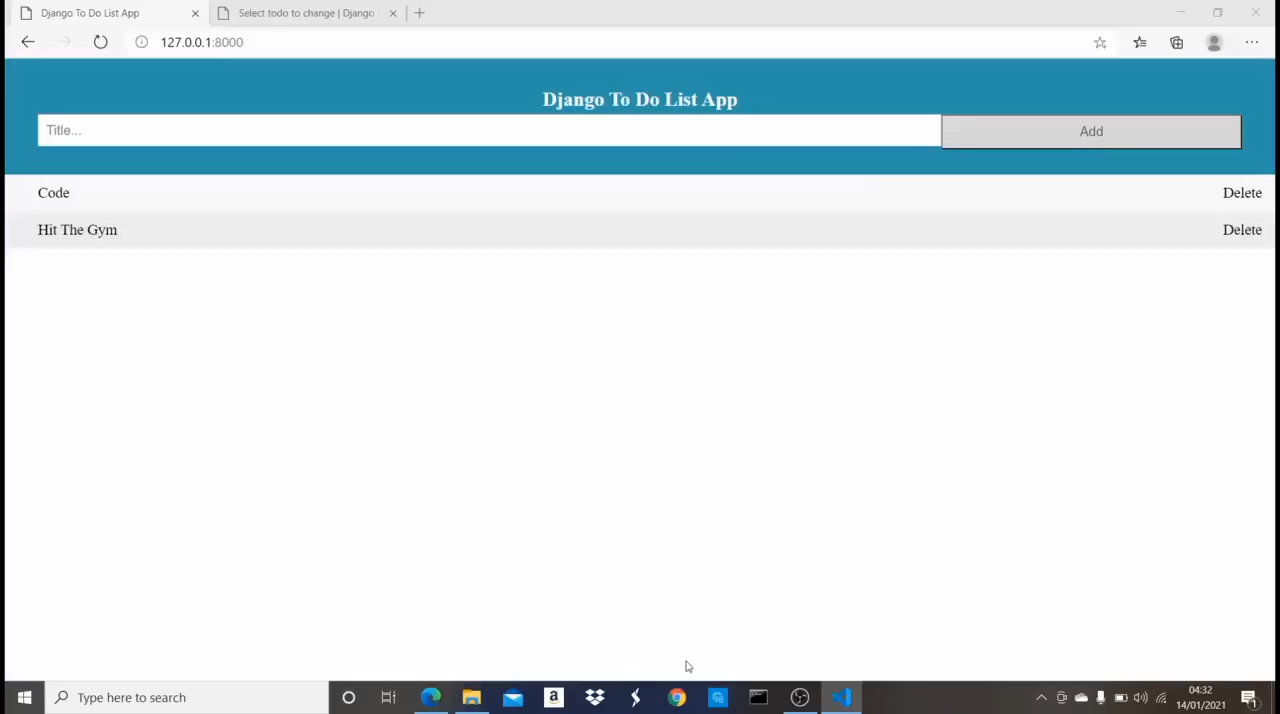 Django To Do List App
Select todo to change | Django
127.0.0.1:8000
Django To Do List App
Title...
Add
Code
Delete
Hit The Gym
Delete
Type here to search
04:32
14/01/2021
1